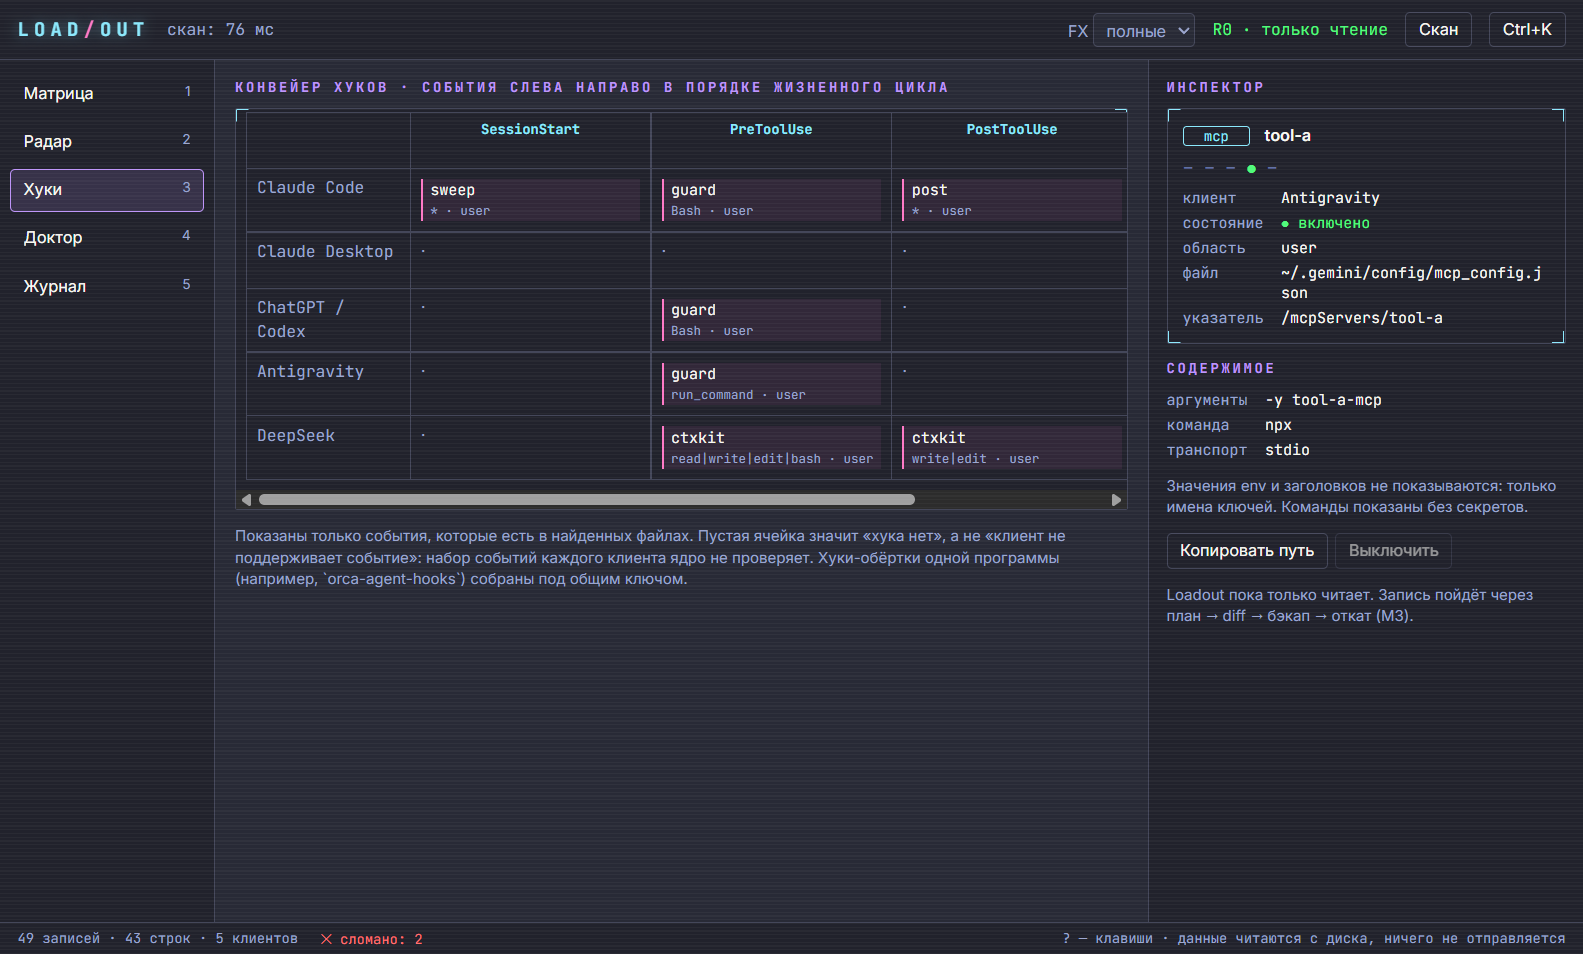 LOAD/OUT скан: 76 мс FX полные R0 · только чтение Скан Ctrl+K
Матрица 1
Радар 2
Хуки 3
Доктор 4
Журнал 5
КОНВЕЙЕР ХУКОВ · СОБЫТИЯ СЛЕВА НАПРАВО В ПОРЯДКЕ ЖИЗНЕННОГО ЦИКЛА
SessionStart PreToolUse PostToolUse
Claude Code
sweep
* · user
guard
Bash · user
post
* · user
Claude Desktop · · ·
ChatGPT /
Codex
·
guard
Bash · user
·
Antigravity
·
guard
run_command · user
·
DeepSeek
·
ctxkit
read|write|edit|bash · user
ctxkit
write|edit · user
Показаны только события, которые есть в найденных файлах. Пустая ячейка значит «хука нет», а не «клиент не
поддерживает событие»: набор событий каждого клиента ядро не проверяет. Хуки-обёртки одной программы
(например, `orca-agent-hooks`) собраны под общим ключом.
ИНСПЕКТОР
mcp tool-a
— — — ● —
клиент Antigravity
состояние ● включено
область user
файл ~/.gemini/config/mcp_config.j
son
указатель /mcpServers/tool-a
СОДЕРЖИМОЕ
аргументы -y tool-a-mcp
команда npx
транспорт stdio
Значения env и заголовков не показываются: только
имена ключей. Команды показаны без секретов.
Копировать путь Выключить
Loadout пока только читает. Запись пойдёт через
план → diff → бэкап → откат (M3).
49 записей · 43 строк · 5 клиентов ✕ сломано: 2
? — клавиши · данные читаются с диска, ничего не отправляется